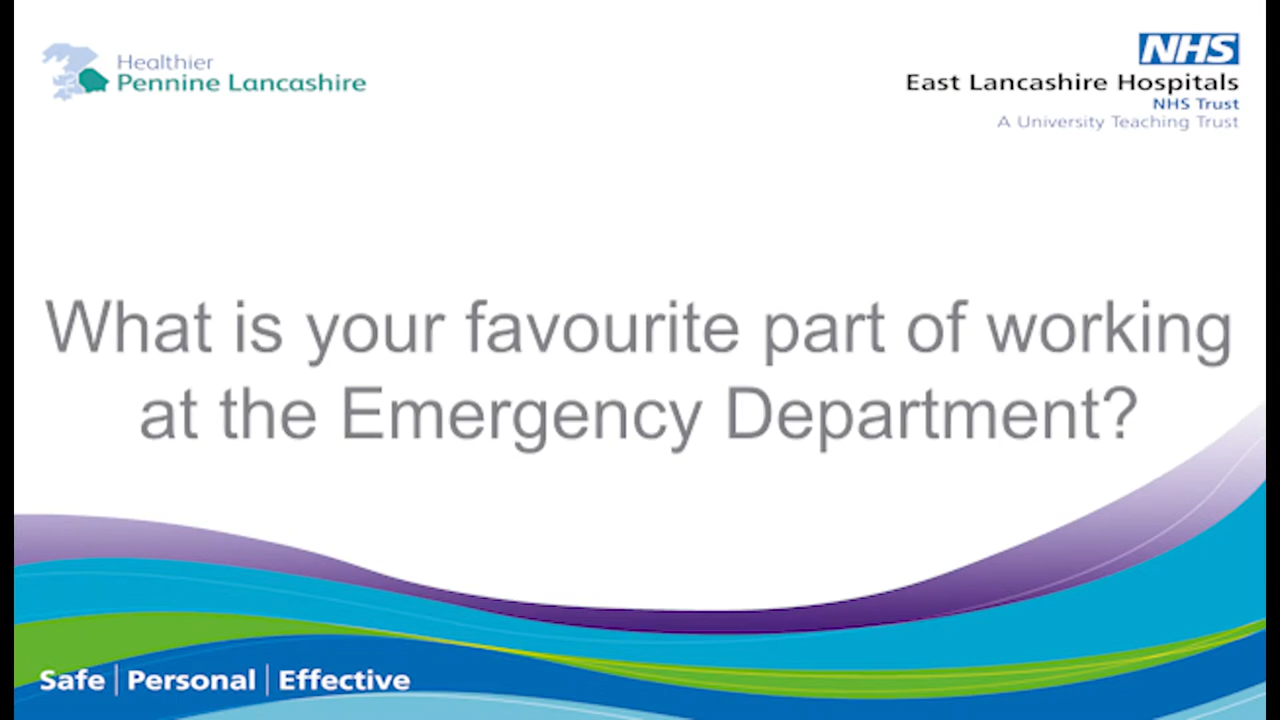 Healthier
Pennine Lancashire
NHS
East Lancashire Hospitals
NHS Trust
A University Teaching Trust
What is your favourite part of working
at the Emergency Department?
Safe | Personal | Effective